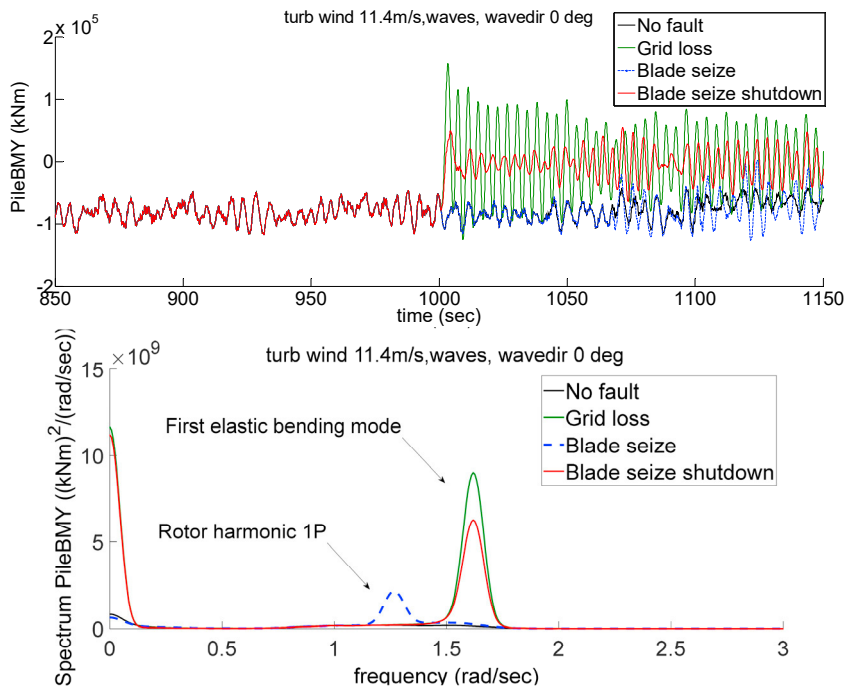 turb wind 11.4m/s,waves, wavedir 0 deg
2
x 10^5
No fault
Grid loss
Blade seize
Blade seize shutdown
PileBMY (kNm)
1
0
-1
-2
850 900 950 1000 1050 1100 1150
time (sec)
turb wind 11.4m/s,waves, wavedir 0 deg
×10^9
15
No fault
Grid loss
Blade seize
Blade seize shutdown
First elastic bending mode
Rotor harmonic 1P
Spectrum PileBMY ((kNm)^2/(rad/sec))
10
5
0
0 0.5 1 1.5 2 2.5 3
frequency (rad/sec)